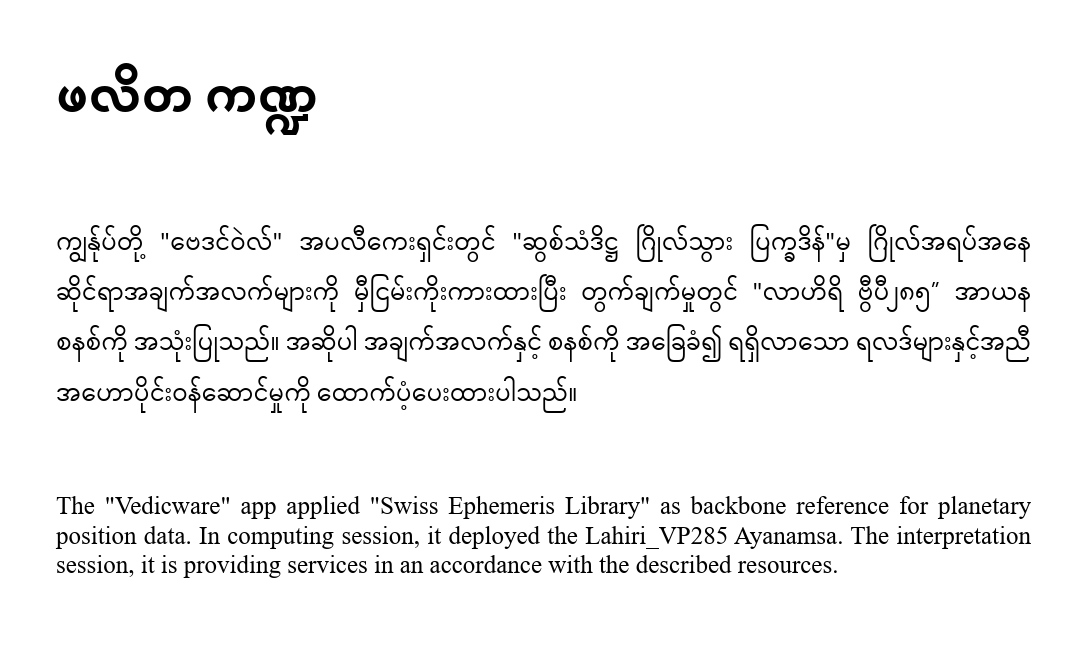 ဖလိတ ကဏ္ဍ
ကျွန်ုပ်တို့ "ဗေဒင်ဝဲလ်" အပလီကေးရှင်းတွင် "ဆွစ်သံဒိဋ္ဌ ဂြိုလ်သွား ပြက္ခဒိန်"မှ ဂြိုလ်အရပ်အနေ
ဆိုင်ရာအချက်အလက်များကို မှီငြမ်းကိုးကားထားပြီး တွက်ချက်မှုတွင် "လာဟိရိ ဗွီပီ၂၈၅” အာယန
စနစ်ကို အသုံးပြုသည်။ အဆိုပါ အချက်အလက်နှင့် စနစ်ကို အခြေခံ၍ ရရှိလာသော ရလဒ်များနှင့်အညီ
အဟောပိုင်းဝန်ဆောင်မှုကို ထောက်ပံ့ပေးထားပါသည်။
The "Vedicware" app applied "Swiss Ephemeris Library" as backbone reference for planetary
position data. In computing session, it deployed the Lahiri_VP285 Ayanamsa. The interpretation
session, it is providing services in an accordance with the described resources.